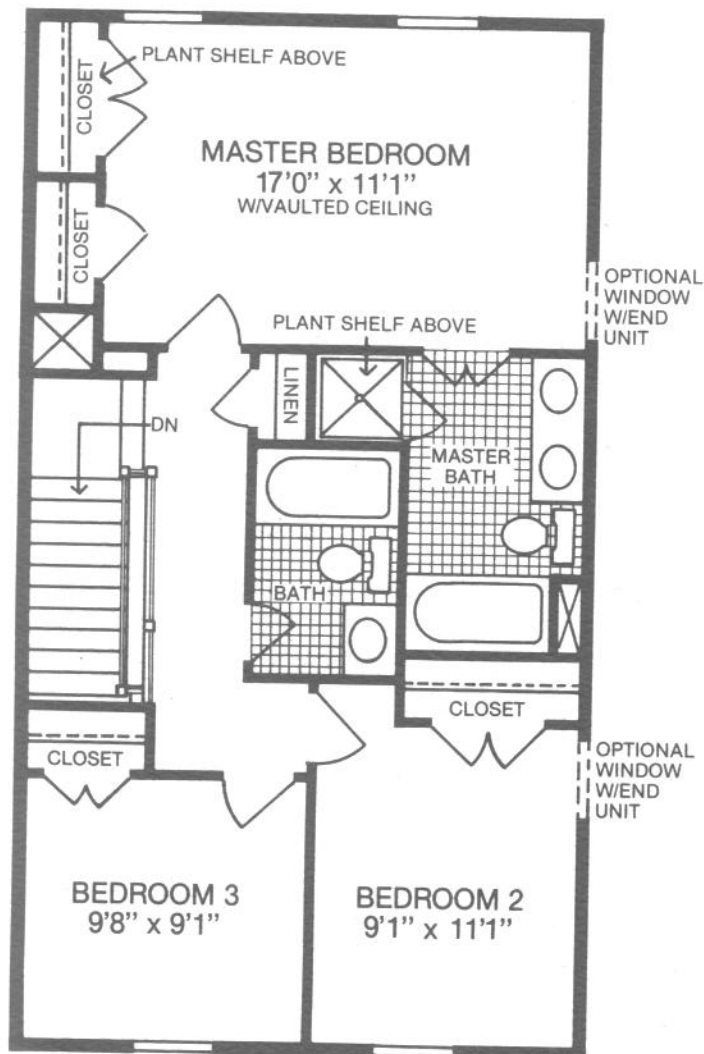 PLANT SHELF ABOVE
CLOSET
MASTER BEDROOM
17'0" x 11'1"
W/VAULTED CEILING
CLOSET
OPTIONAL
WINDOW
W/END
UNIT
PLANT SHELF ABOVE
LINEN
DN
MASTER
BATH
BATH
CLOSET
CLOSET
OPTIONAL
WINDOW
W/END
UNIT
BEDROOM 3
9'8" x 9'1"
BEDROOM 2
9'1" x 11'1"